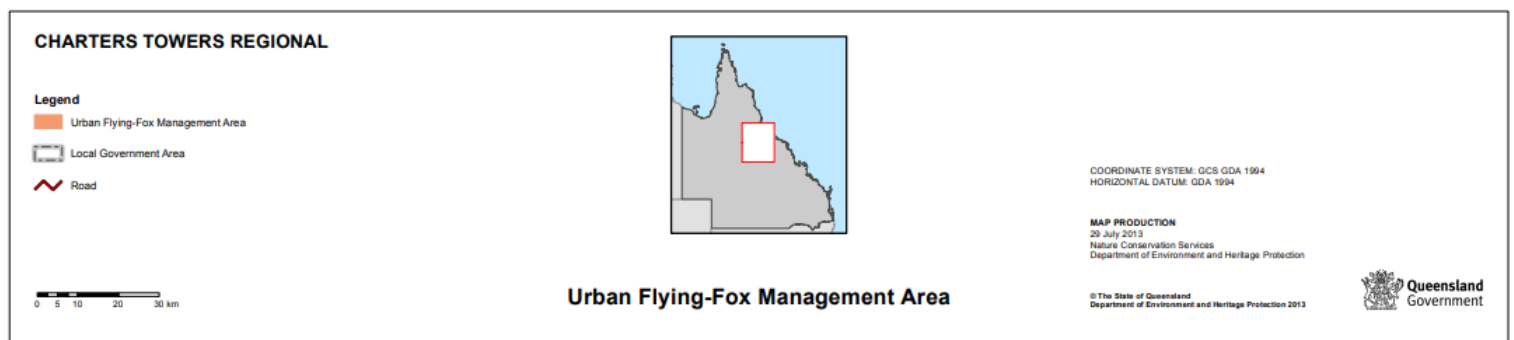 CHARTERS TOWERS REGIONAL
Legend
Urban Flying-Fox Management Area
Local Government Area
Road
0 5 10 20 30 km
Urban Flying-Fox Management Area
COORDINATE SYSTEM: GCS GDA 1994
HORIZONTAL DATUM: GDA 1994
MAP PRODUCTION
29 July 2013
Nature Conservation Services
Department of Environment and Heritage Protection
© The State of Queensland
Department of Environment and Heritage Protection 2013
Queensland
Government